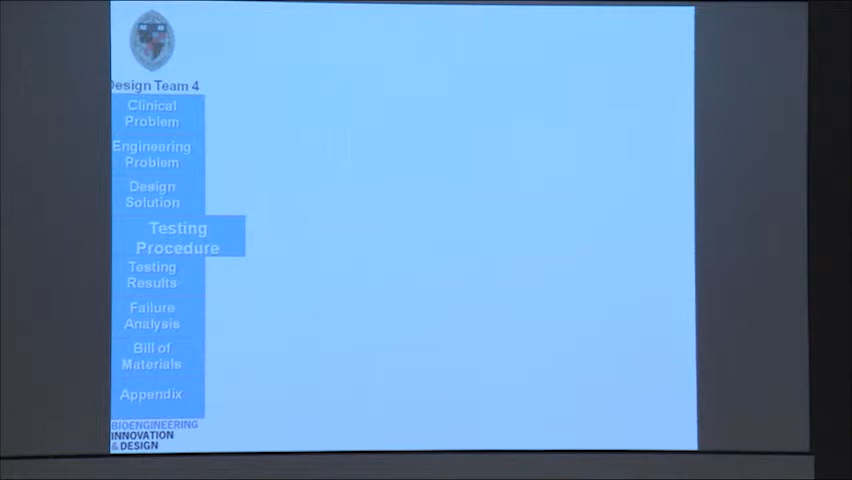 Design Team 4
Clinical
Problem
Engineering
Problem
Design
Solution
Testing
Procedure
Testing
Results
Failure
Analysis
Bill of
Materials
Appendix
BIOENGINEERING
INNOVATION
& DESIGN